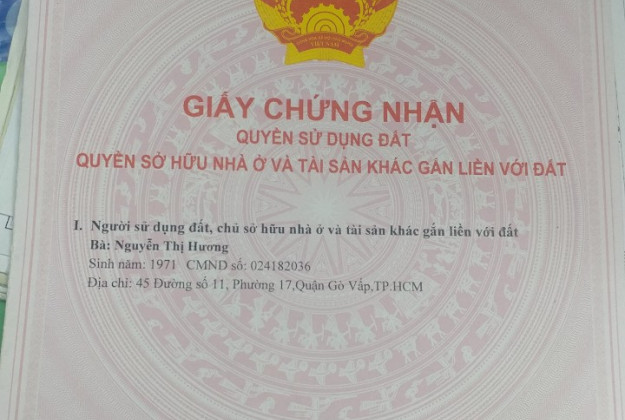 VIỆT NAM
GIẤY CHỨNG NHẬN
QUYỀN SỬ DỤNG ĐẤT
QUYỀN SỞ HỮU NHÀ Ở VÀ TÀI SẢN KHÁC GẮN LIỀN VỚI ĐẤT
I. Người sử dụng đất, chủ sở hữu nhà ở và tài sản khác gắn liền với đất
Bà: Nguyễn Thị Hương
Sinh năm: 1971 CMND số: 024182036
Địa chỉ: 45 Đường số 11, Phường 17,Quận Gò Vấp,TP.HCM